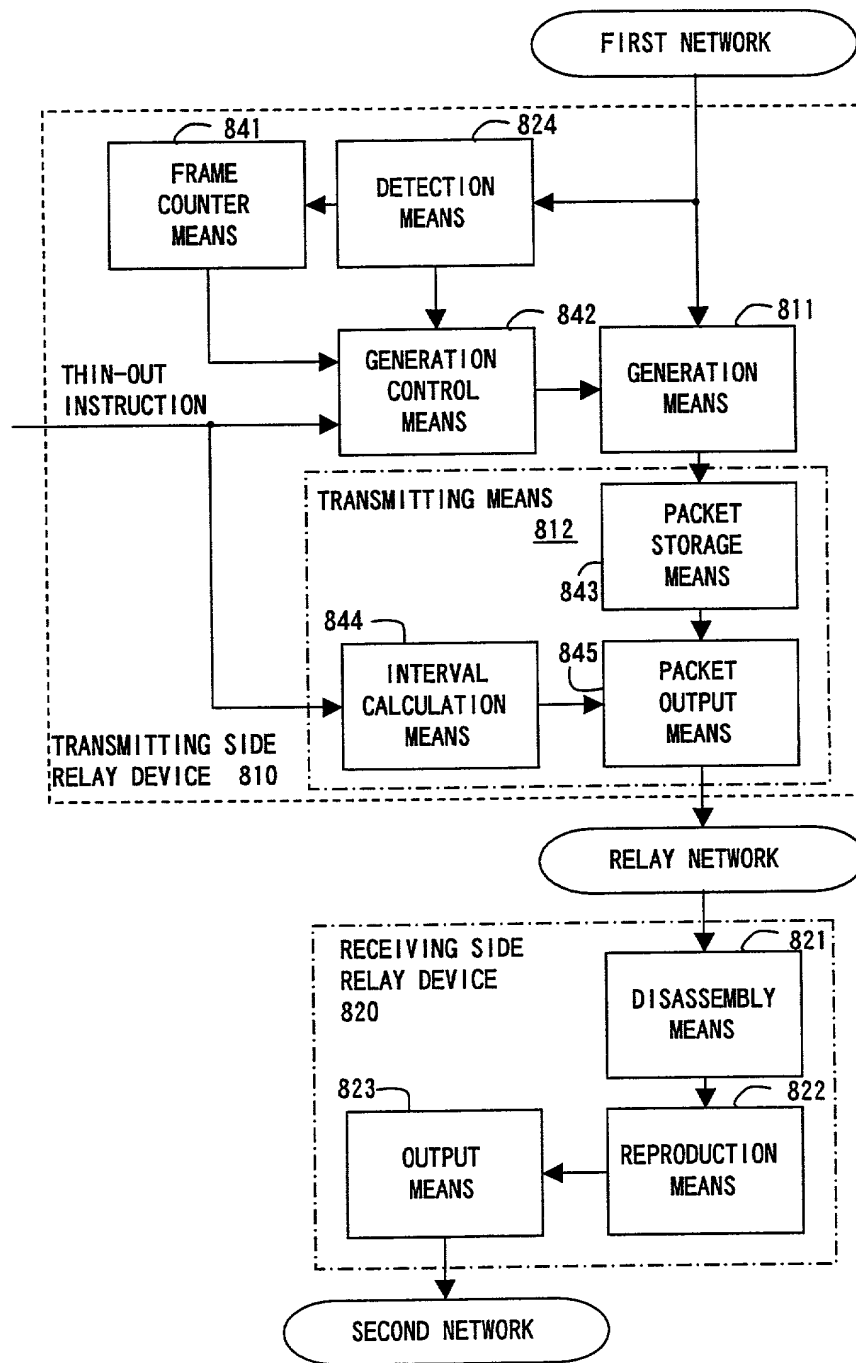 FIRST NETWORK
841
824
FRAME
COUNTER
MEANS
DETECTION
MEANS
842
811
THIN-OUT
INSTRUCTION
GENERATION
CONTROL
MEANS
GENERATION
MEANS
TRANSMITTING MEANS
812
PACKET
STORAGE
MEANS
843
844
INTERVAL
CALCULATION
MEANS
845
PACKET
OUTPUT
MEANS
TRANSMITTING SIDE
RELAY DEVICE 810
RELAY NETWORK
RECEIVING SIDE
RELAY DEVICE
820
821
DISASSEMBLY
MEANS
823
822
OUTPUT
MEANS
REPRODUCTION
MEANS
SECOND NETWORK